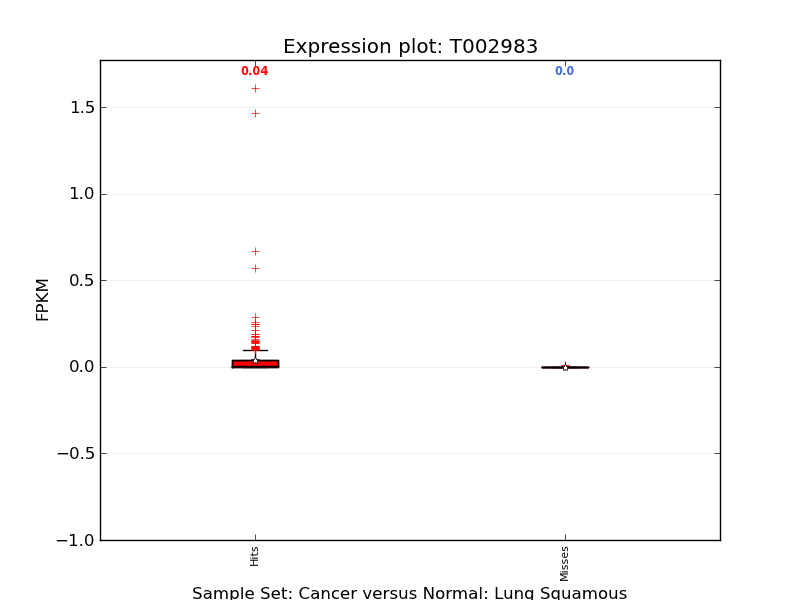 Expression plot: T002983
0.04
0.0
1.5
1.0
0.5
0.0
−0.5
−1.0
FPKM
Hits
Misses
Sample Set: Cancer versus Normal: Lung Squamous